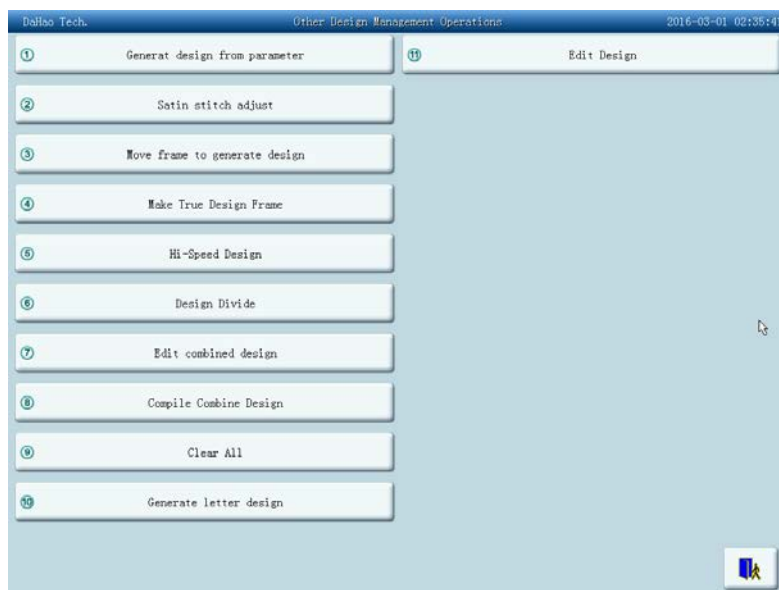 DaHao Tech. Other Design Management Operations 2016-03-01 02:35:4
① Generat design from parameter
② Satin stitch adjust
③ Move frame to generate design
④ Make True Design Frame
⑤ Hi-Speed Design
⑥ Design Divide
⑦ Edit combined design
⑧ Compile Combine Design
⑨ Clear All
⑩ Generate letter design
⑪ Edit Design